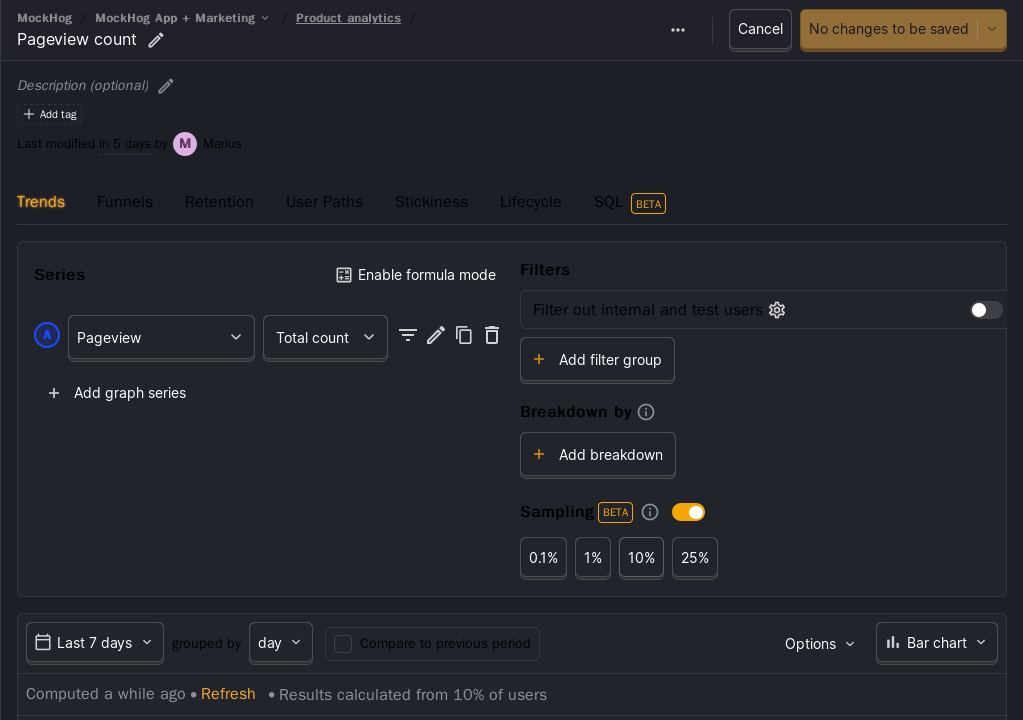 MockHog / MockHog App + Marketing / Product analytics /
Pageview count
Cancel
No changes to be saved
Description (optional)
Add tag
Last modified in 5 days by M Marius
Trends Funnels Retention User Paths Stickiness Lifecycle SQL BETA
Series
Enable formula mode
A Pageview Total count
Add graph series
Filters
Filter out internal and test users
+ Add filter group
Breakdown by
+ Add breakdown
Sampling BETA
0.1% 1% 10% 25%
Last 7 days grouped by day Compare to previous period Options Bar chart
Computed a while ago • Refresh • Results calculated from 10% of users